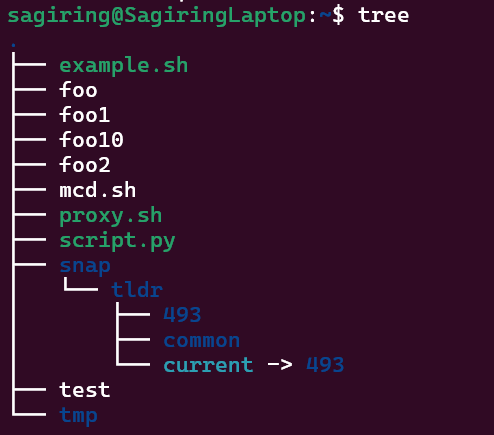 sagiring@SagiringLaptop:~$ tree
.
├── example.sh
├── foo
├── foo1
├── foo10
├── foo2
├── mcd.sh
├── proxy.sh
├── script.py
├── snap
│   └── tldr
│       ├── 493
│       ├── common
│       └── current -> 493
├── test
└── tmp